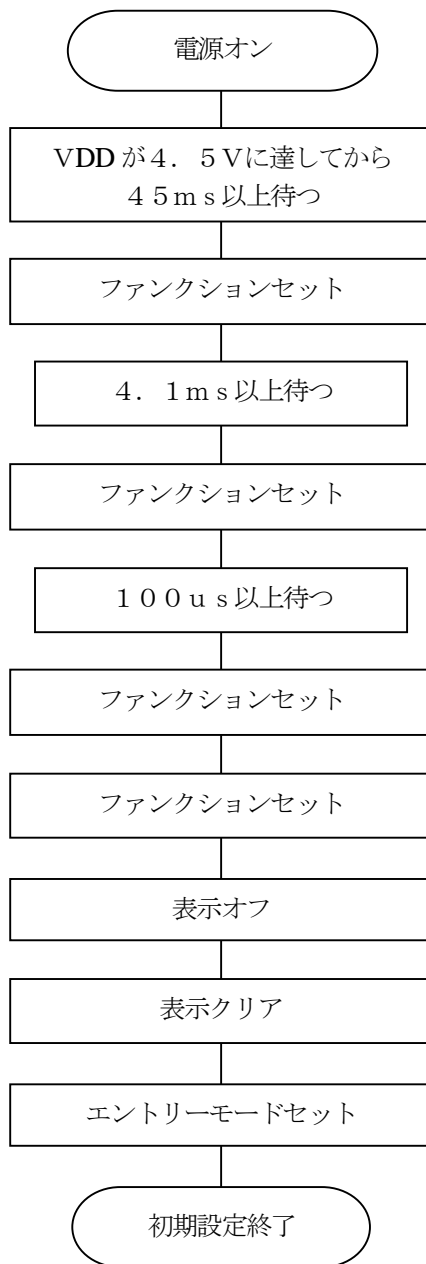 電源オン
ＶDD が４．５Ｖに達してから
４５ｍｓ以上待つ
ファンクションセット
４．１ｍｓ以上待つ
ファンクションセット
１００ｕｓ以上待つ
ファンクションセット
ファンクションセット
表示オフ
表示クリア
エントリーモードセット
初期設定終了